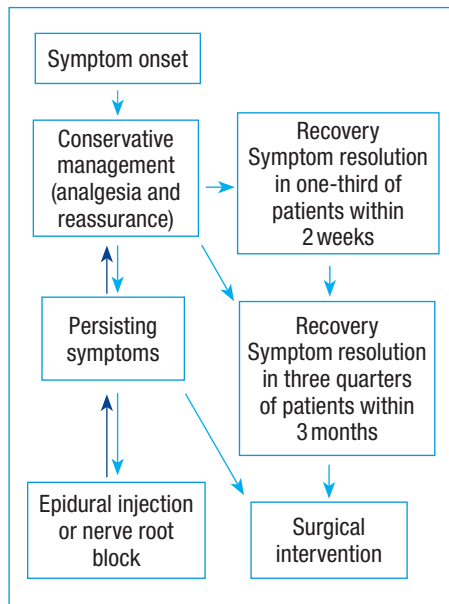 Symptom onset
Conservative
management
(analgesia and
reassurance)
Recovery
Symptom resolution
in one-third of
patients within
2 weeks
Persisting
symptoms
Recovery
Symptom resolution
in three quarters
of patients within
3 months
Epidural injection
or nerve root
block
Surgical
intervention